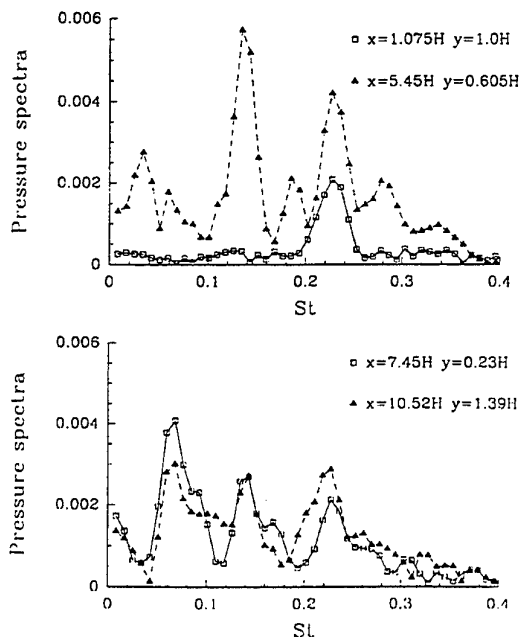 Pressure spectra
0.006
0.004
0.002
0
x=1.075H y=1.0H
x=5.45H y=0.605H
0
0.1
0.2
0.3
0.4
St
Pressure spectra
0.006
0.004
0.002
0
x=7.45H y=0.23H
x=10.52H y=1.39H
0
0.1
0.2
0.3
0.4
St